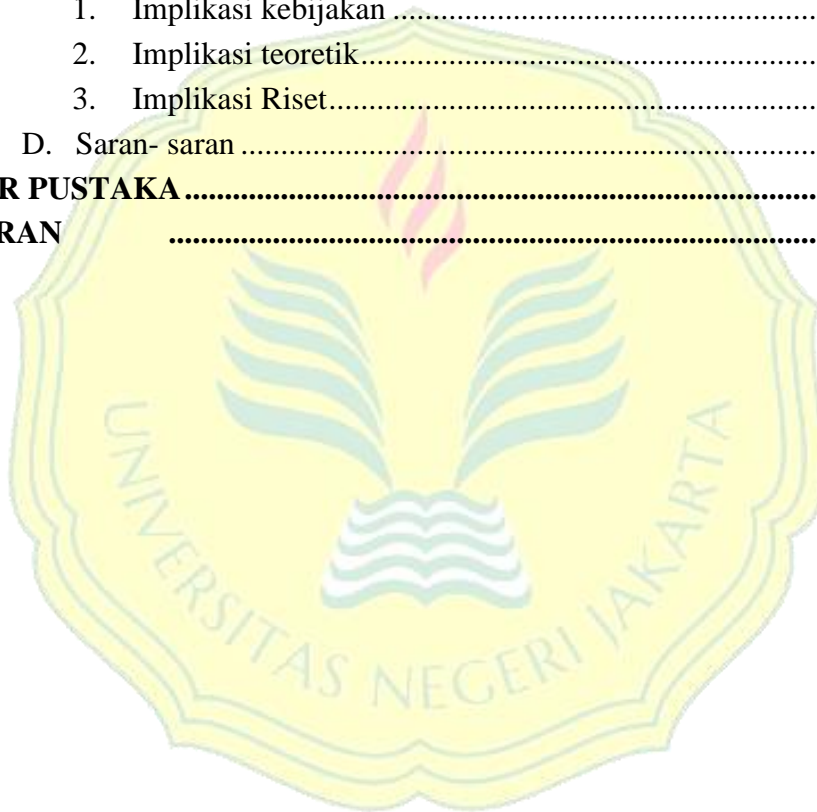 1. Implikasi kebijakan ....................................................
2. Implikasi teoretik.........................................................
3. Implikasi Riset.............................................................
D. Saran- saran ........................................................................
R PUSTAKA...............................................................................
RAN .................................................................................
UNIVERSITAS NEGERI JAKARTA